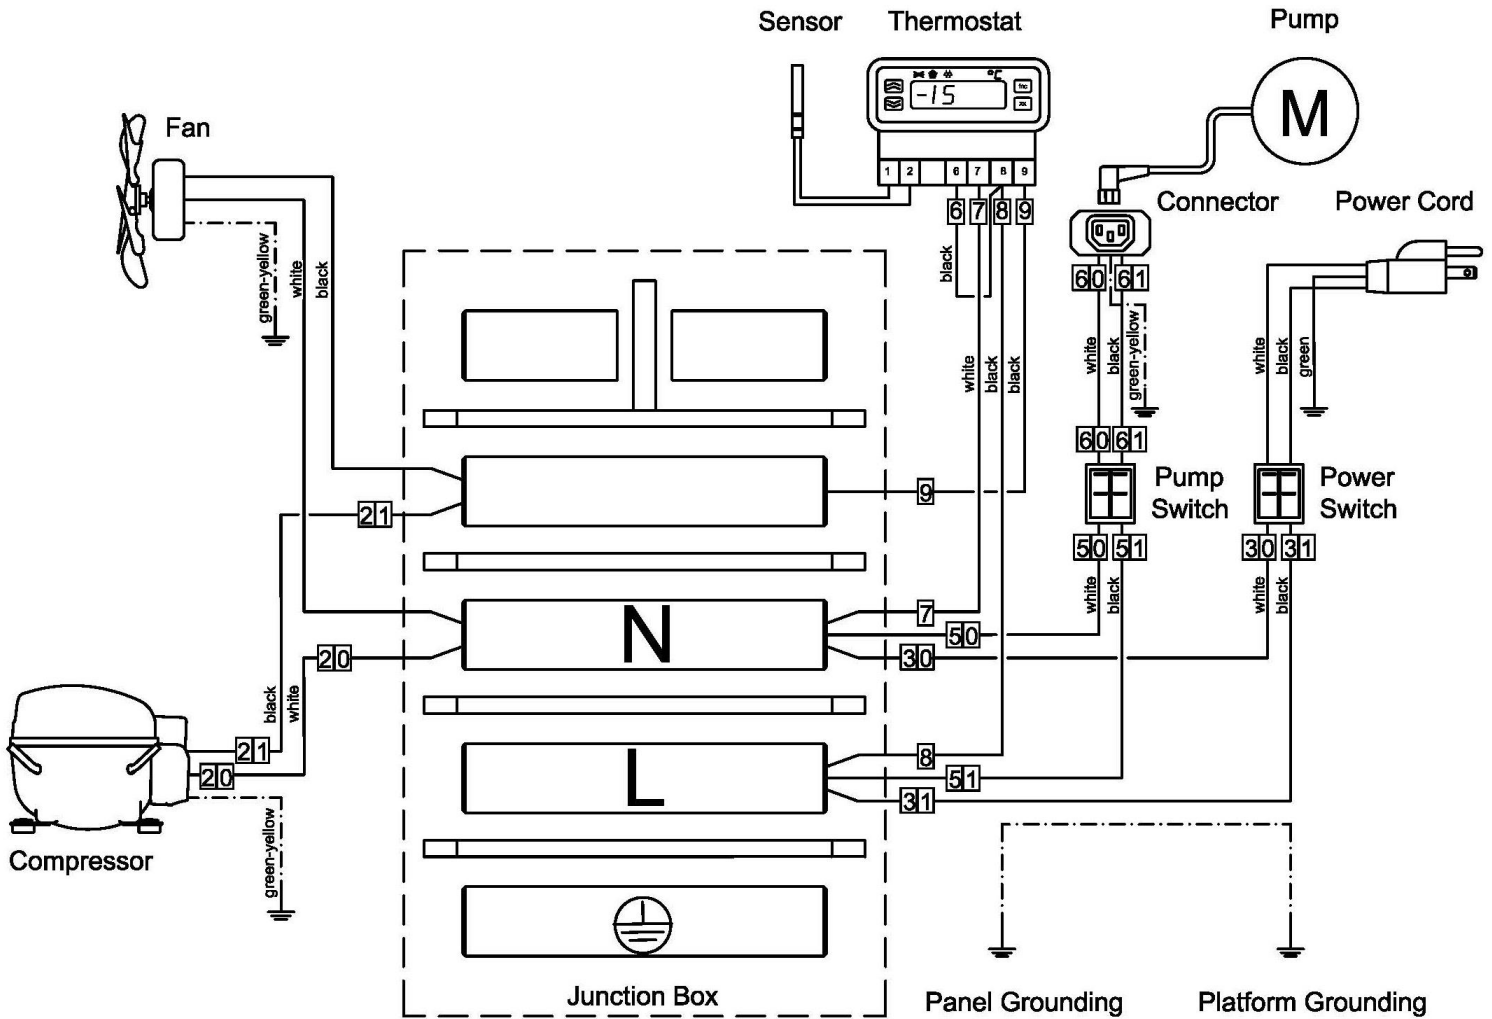 Sensor
Thermostat
Pump
Fan
°C
-15
fnc
M
1 2 6 7 8 9
6 7 8 9
Connector
Power Cord
green-yellow
white
black
black
60 61
white
black
black
white
black
green-yellow
white
black
green
60 61
Pump
Switch
Power
Switch
9
21
50 51
30 31
white
black
white
black
N
7
50
30
20
black
white
L
8
51
31
21
20
Compressor
green-yellow
Junction Box
Panel Grounding
Platform Grounding